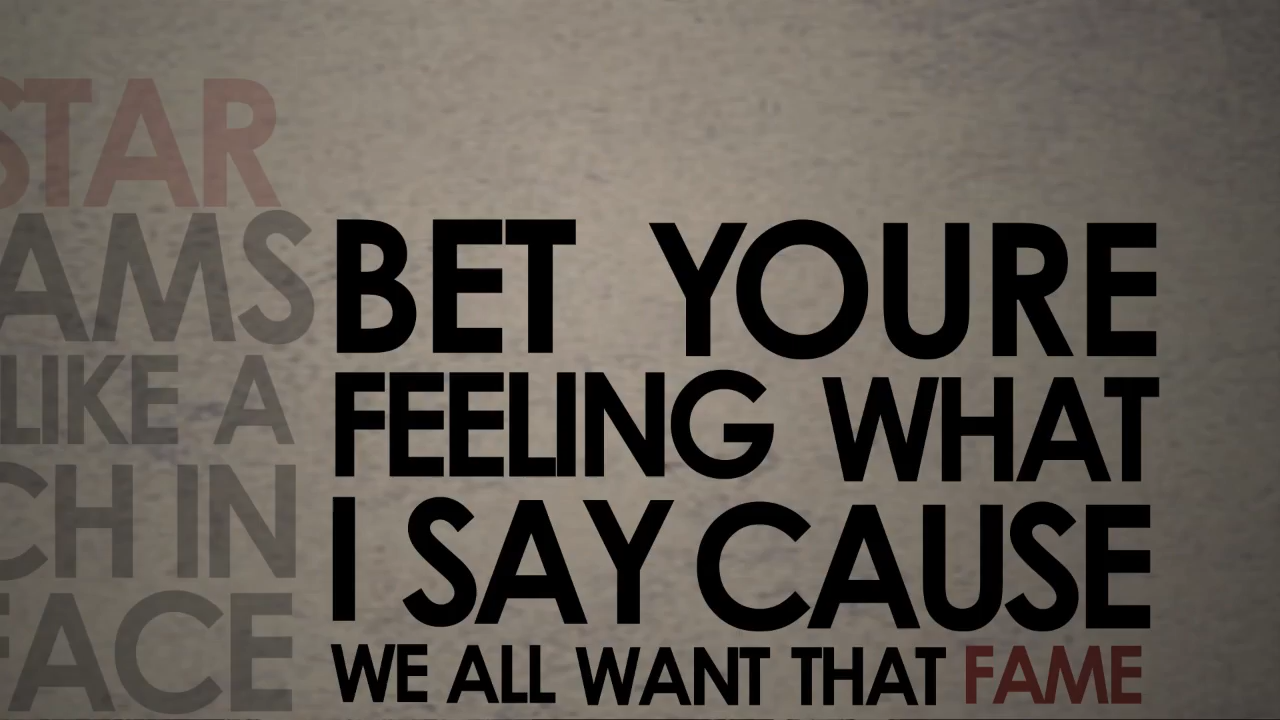 STAR
AMS
LIKE A
CH IN
FACE
BET YOURE
FEELING WHAT
I SAY CAUSE
WE ALL WANT THAT FAME